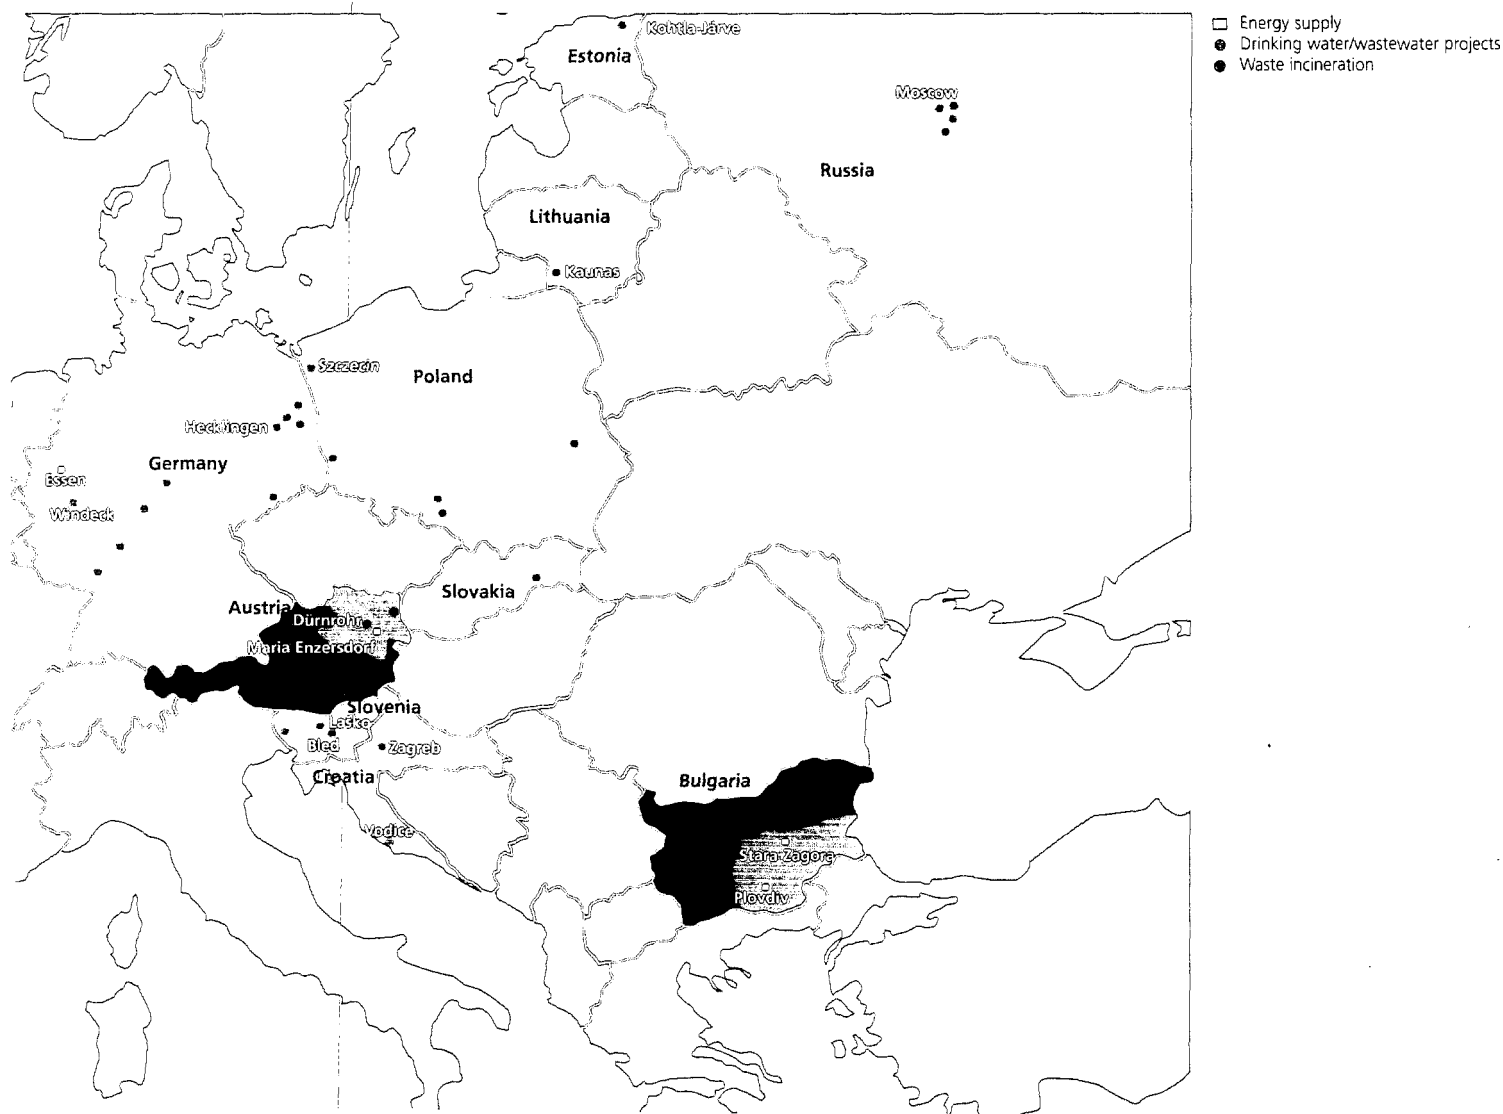 Energy supply
Drinking water/wastewater projects
Waste incineration
Kohtla-Järve
Estonia
Moscow
Russia
Lithuania
Kaunas
Szczecin
Poland
Hecklingen
Germany
Essen
Windeck
Slovakia
Austria
Dürnrohr
Maria Enzersdorf
Slovenia
Laško
Bled
Zagreb
Croatia
Bulgaria
Vodice
Stara Zagora
Plovdiv